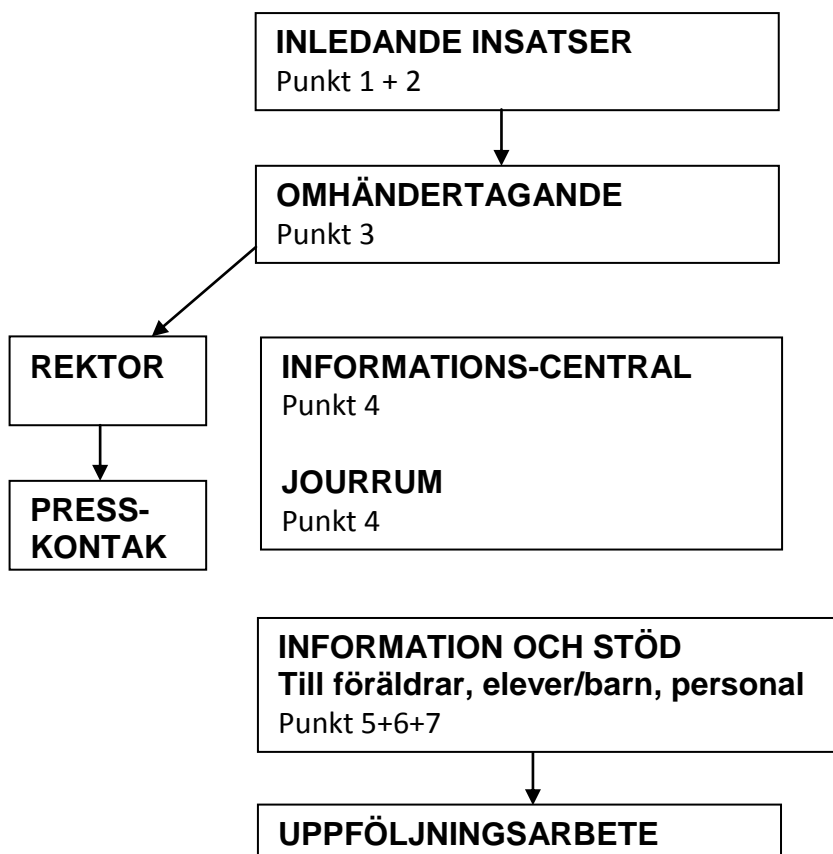 INLEDANDE INSATSER
Punkt 1 + 2
OMHÄNDERTAGANDE
Punkt 3
REKTOR
PRESS-
KONTAK
INFORMATIONS-CENTRAL
Punkt 4
JOURRUM
Punkt 4
INFORMATION OCH STÖD
Till föräldrar, elever/barn, personal
Punkt 5+6+7
UPPFÖLJNINGSARBETE